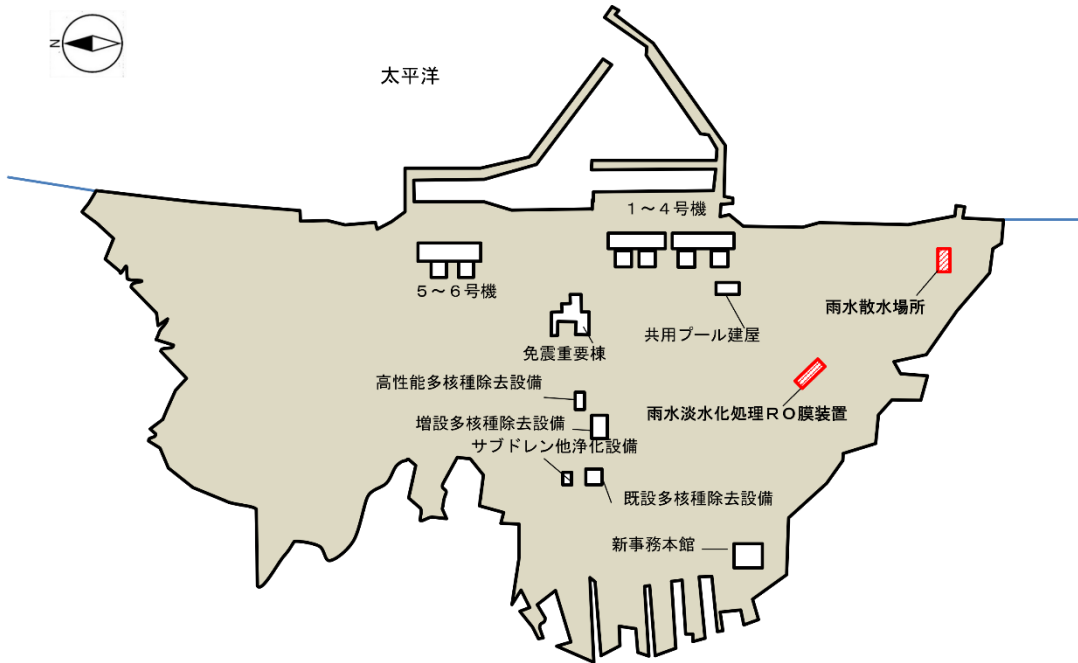 N
太平洋
１～４号機
５～６号機
雨水散水場所
共用プール建屋
免震重要棟
高性能多核種除去設備
雨水淡水化処理ＲＯ膜装置
増設多核種除去設備
サブドレン他浄化設備
既設多核種除去設備
新事務本館